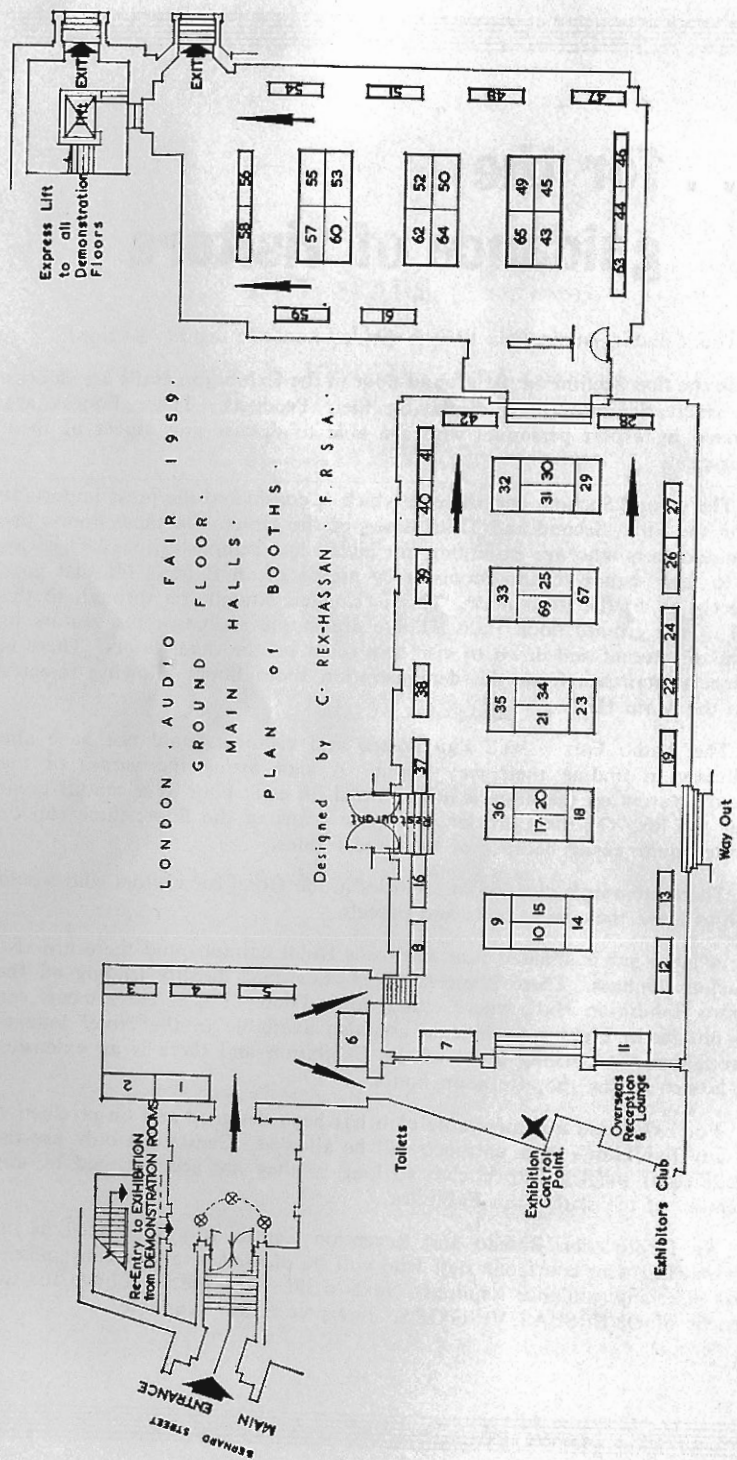 LONDON AUDIO FAIR 1959
GROUND FLOOR
MAIN HALLS
PLAN of BOOTHS
Designed by C·REX-HASSAN F.R.S.A.
Express Lift
to all
Demonstration
Floors
Lift
EXIT
EXIT
BERNARD STREET
MAIN
ENTRANCE
Re-Entry to EXHIBITION
from DEMONSTRATION ROOMS
Toilets
Exhibition
Control
Point.
Overseas
Reception
& Lounge
Exhibitors Club
Restaurant
Way Out
1
2
3
4
5
6
7
8
16
37
38
39
40
41
42
9
10 15
14
36
17·20
18
35
21 34
23
33
69 25
67
32
31 30
29
11
12
13
19
22
24
26
27
28
59
61
58 56
57 55
60 53
62 52
64 50
65 49
43 45
63 44 46
54
51
48
47